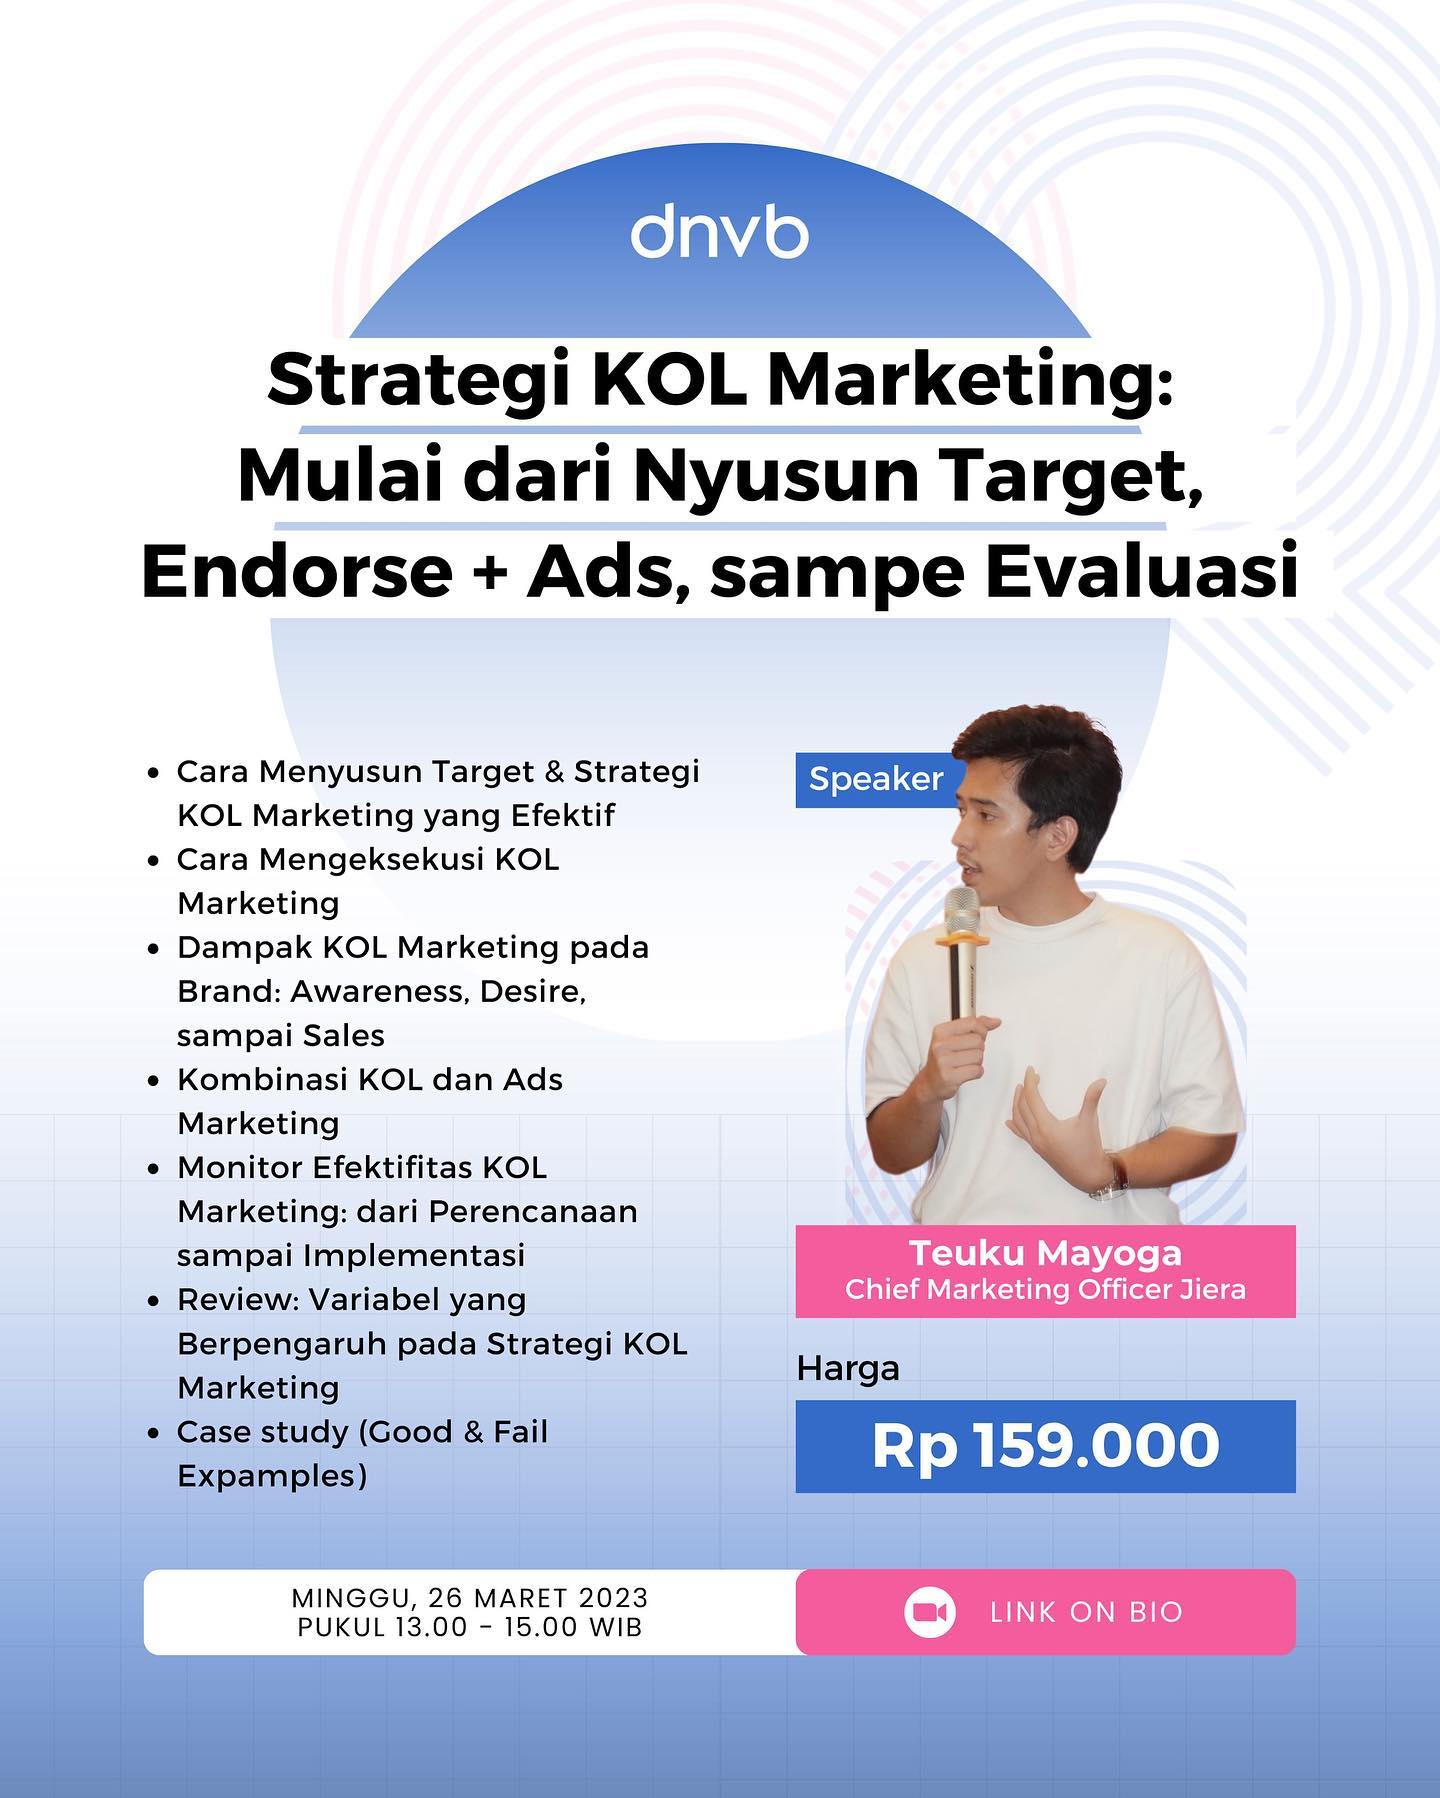 dnvb
Strategi KOL Marketing:
Mulai dari Nyusun Target,
Endorse + Ads, sampe Evaluasi
• Cara Menyusun Target & Strategi
KOL Marketing yang Efektif
• Cara Mengeksekusi KOL
Marketing
• Dampak KOL Marketing pada
Brand: Awareness, Desire,
sampai Sales
• Kombinasi KOL dan Ads
Marketing
• Monitor Efektifitas KOL
Marketing: dari Perencanaan
sampai Implementasi
• Review: Variabel yang
Berpengaruh pada Strategi KOL
Marketing
• Case study (Good & Fail
Expamples)
Speaker
Teuku Mayoga
Chief Marketing Officer Jiera
Harga
Rp 159.000
MINGGU, 26 MARET 2023
PUKUL 13.00 - 15.00 WIB
LINK ON BIO